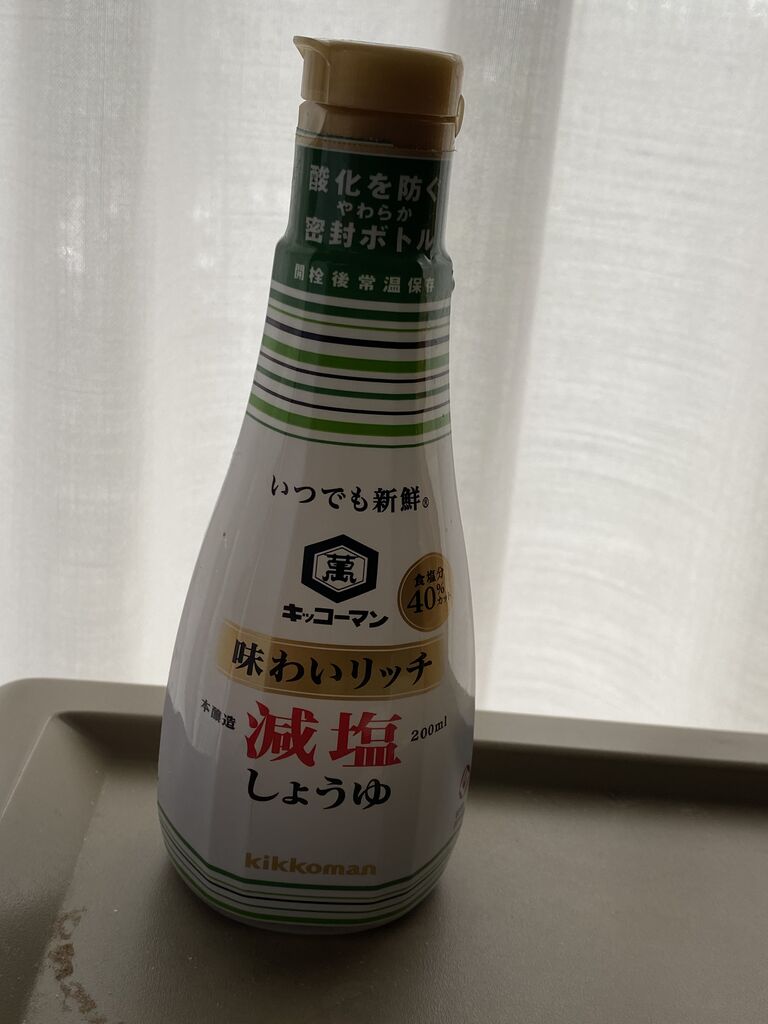 酸化を防ぐ
やわらか
密封ボトル
開栓後常温保存
いつでも新鮮®
萬
キッコーマン
食塩分
40%
カット
味わいリッチ
本醸造
減塩
200ml
しょうゆ
kikkoman